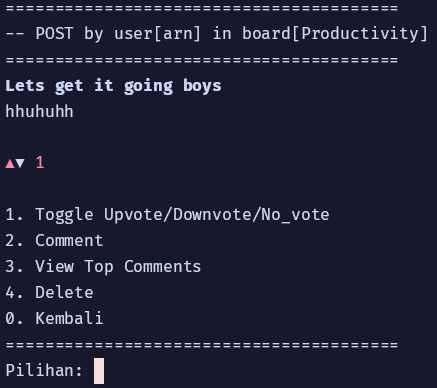 ========================================
-- POST by user[arn] in board[Productivity]
========================================
Lets get it going boys
hhuhuhh
▲▼ 1
1. Toggle Upvote/Downvote/No_vote
2. Comment
3. View Top Comments
4. Delete
0. Kembali
========================================
Pilihan: